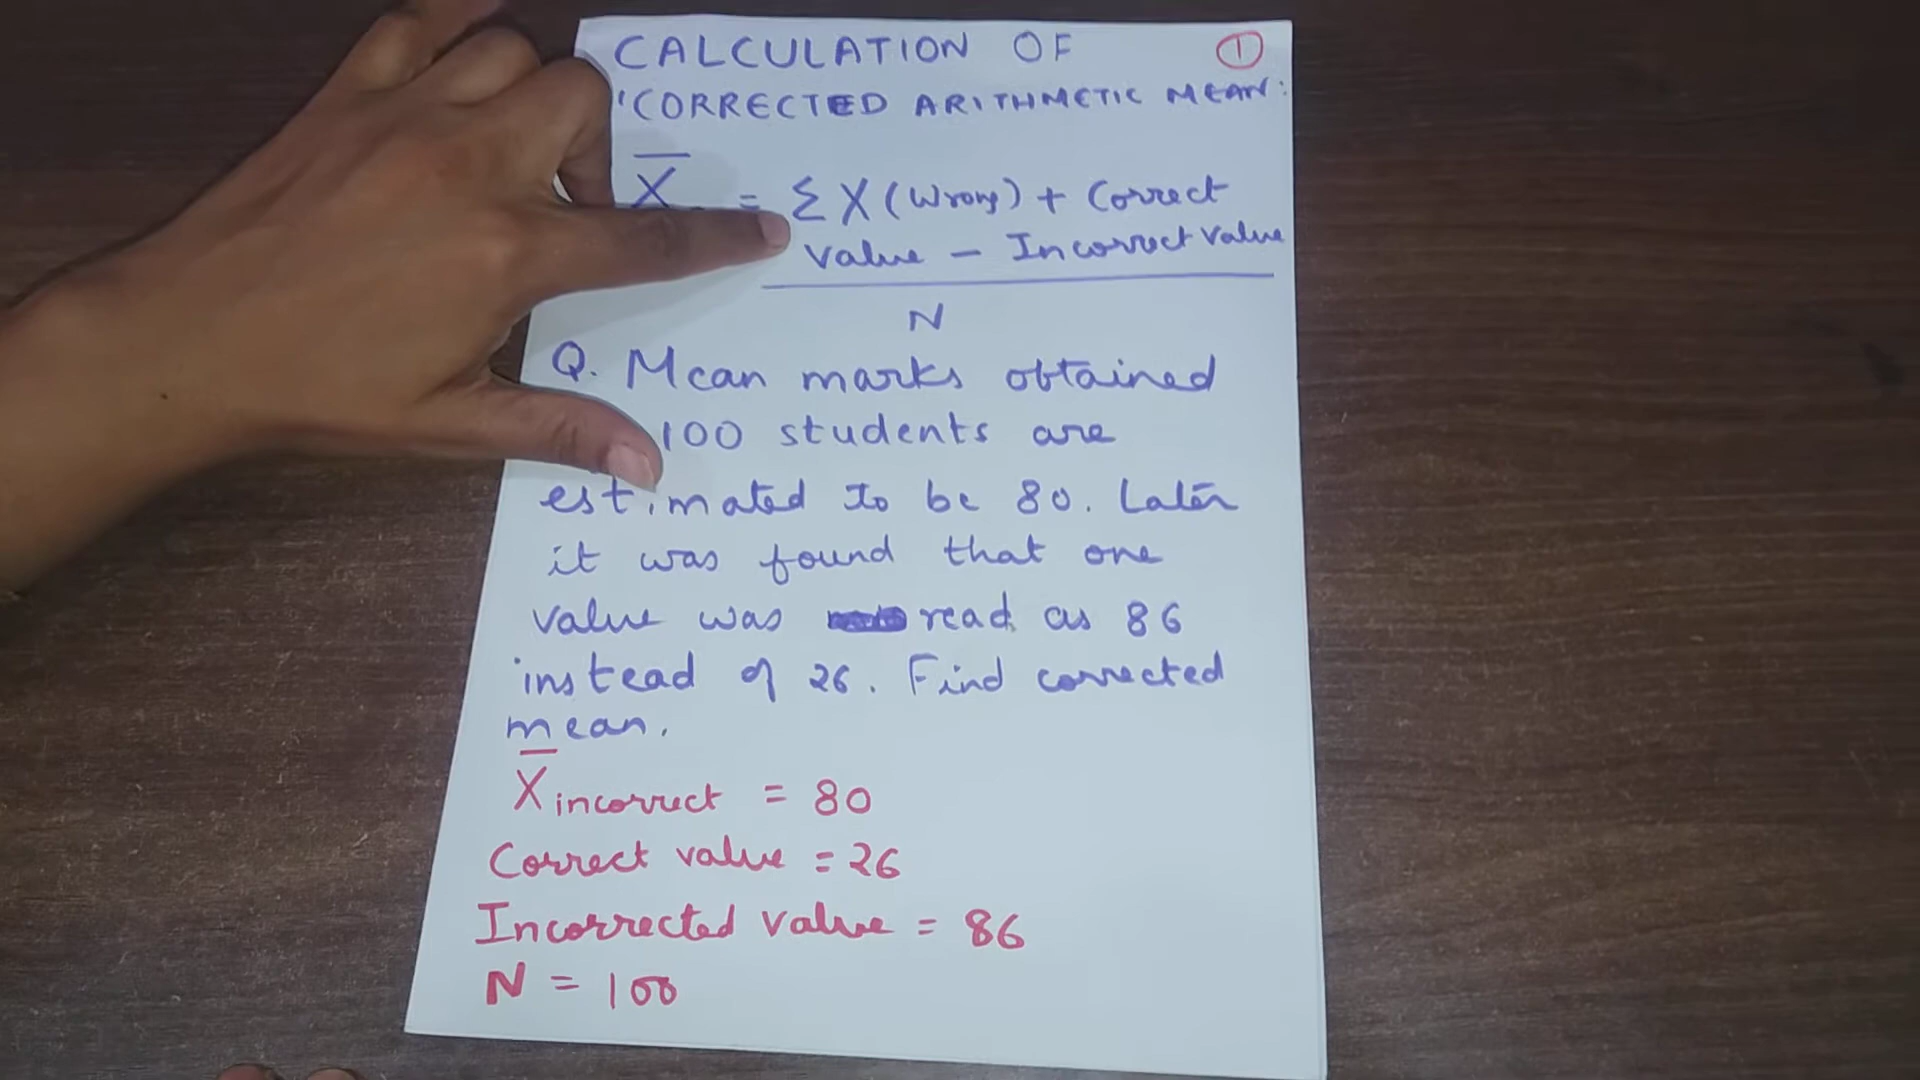 CALCULATION OF ①
'CORRECTED ARITHMETIC MEAN:
X̅ = Σ X (Wrong) + Correct
value – Incorrect value
N
Q. Mean marks obtained
100 students are
estimated to be 80. Later
it was found that one
value was read as 86
instead of 26. Find corrected
mean.
X̅ incorrect = 80
Correct value = 26
Incorrected value = 86
N = 100